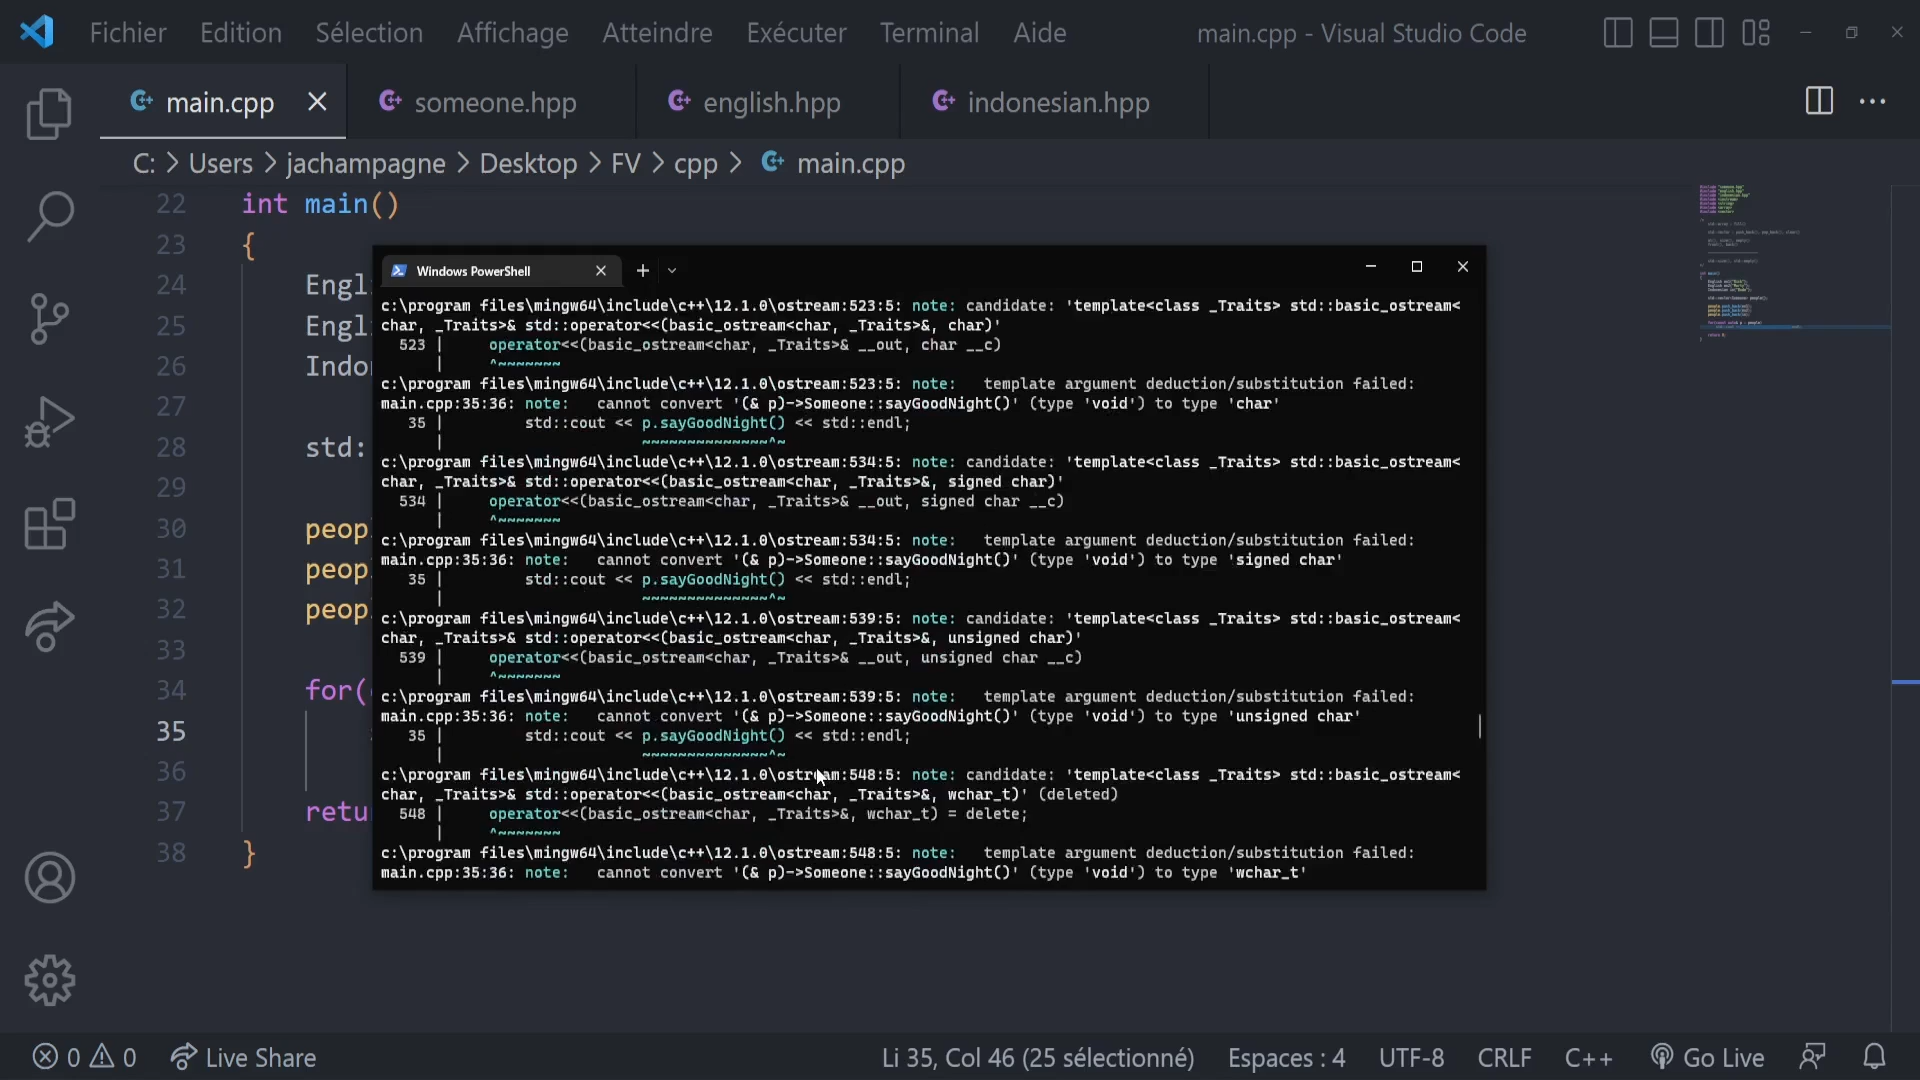 Fichier Edition Sélection Affichage Atteindre Exécuter Terminal Aide main.cpp - Visual Studio Code
main.cpp someone.hpp english.hpp indonesian.hpp
C: > Users > jachampagne > Desktop > FV > cpp > main.cpp
22 int main()
23 {
24 Engl
25 Engl
26 Indo
27
28 std:
29
30 peop
31 peop
32 peop
33
34 for(
35
36
37 retu
38 }
Windows PowerShell
c:\program files\mingw64\include\c++\12.1.0\ostream:523:5: note: candidate: 'template<class _Traits> std::basic_ostream<
char, _Traits>& std::operator<<(basic_ostream<char, _Traits>&, char)'
523 | operator<<(basic_ostream<char, _Traits>& __out, char __c)
| ^~~~~~~~
c:\program files\mingw64\include\c++\12.1.0\ostream:523:5: note: template argument deduction/substitution failed:
main.cpp:35:36: note: cannot convert '(& p)->Someone::sayGoodNight()' (type 'void') to type 'char'
35 | std::cout << p.sayGoodNight() << std::endl;
| ~~~~~~~~~~~~~~^~
c:\program files\mingw64\include\c++\12.1.0\ostream:534:5: note: candidate: 'template<class _Traits> std::basic_ostream<
char, _Traits>& std::operator<<(basic_ostream<char, _Traits>&, signed char)'
534 | operator<<(basic_ostream<char, _Traits>& __out, signed char __c)
| ^~~~~~~~
c:\program files\mingw64\include\c++\12.1.0\ostream:534:5: note: template argument deduction/substitution failed:
main.cpp:35:36: note: cannot convert '(& p)->Someone::sayGoodNight()' (type 'void') to type 'signed char'
35 | std::cout << p.sayGoodNight() << std::endl;
| ~~~~~~~~~~~~~~^~
c:\program files\mingw64\include\c++\12.1.0\ostream:539:5: note: candidate: 'template<class _Traits> std::basic_ostream<
char, _Traits>& std::operator<<(basic_ostream<char, _Traits>&, unsigned char)'
539 | operator<<(basic_ostream<char, _Traits>& __out, unsigned char __c)
| ^~~~~~~~
c:\program files\mingw64\include\c++\12.1.0\ostream:539:5: note: template argument deduction/substitution failed:
main.cpp:35:36: note: cannot convert '(& p)->Someone::sayGoodNight()' (type 'void') to type 'unsigned char'
35 | std::cout << p.sayGoodNight() << std::endl;
| ~~~~~~~~~~~~~~^~
c:\program files\mingw64\include\c++\12.1.0\ostream:548:5: note: candidate: 'template<class _Traits> std::basic_ostream<
char, _Traits>& std::operator<<(basic_ostream<char, _Traits>&, wchar_t)' (deleted)
548 | operator<<(basic_ostream<char, _Traits>&, wchar_t) = delete;
| ^~~~~~~~
c:\program files\mingw64\include\c++\12.1.0\ostream:548:5: note: template argument deduction/substitution failed:
main.cpp:35:36: note: cannot convert '(& p)->Someone::sayGoodNight()' (type 'void') to type 'wchar_t'
0 0 Live Share Li 35, Col 46 (25 sélectionné) Espaces : 4 UTF-8 CRLF C++ Go Live